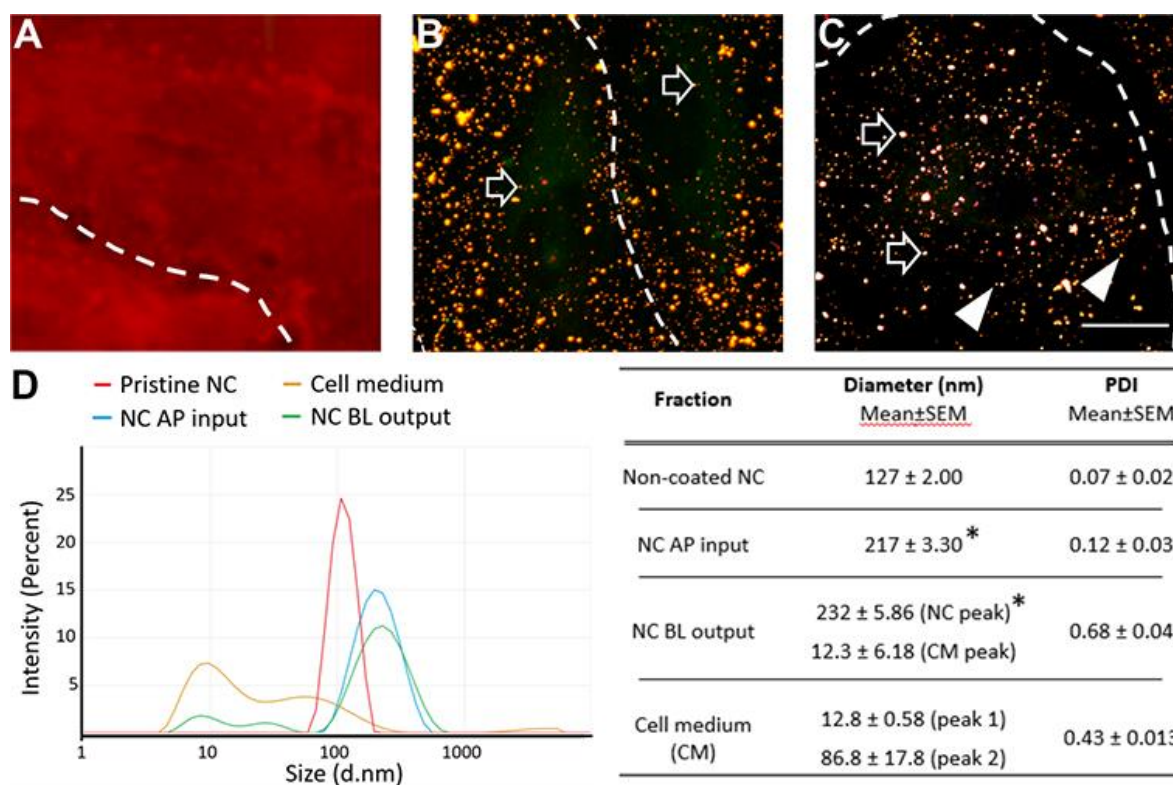 A
B
C
D
Pristine NC
Cell medium
NC AP input
NC BL output
Intensity (Percent)
25
20
15
10
5
1
10
100
1000
Size (d.nm)
Fraction
Diameter (nm)
Mean±SEM
PDI
Mean±SEM
Non-coated NC
127 ± 2.00
0.07 ± 0.02
NC AP input
217 ± 3.30 *
0.12 ± 0.03
NC BL output
232 ± 5.86 (NC peak) *
12.3 ± 6.18 (CM peak)
0.68 ± 0.04
Cell medium
(CM)
12.8 ± 0.58 (peak 1)
86.8 ± 17.8 (peak 2)
0.43 ± 0.013